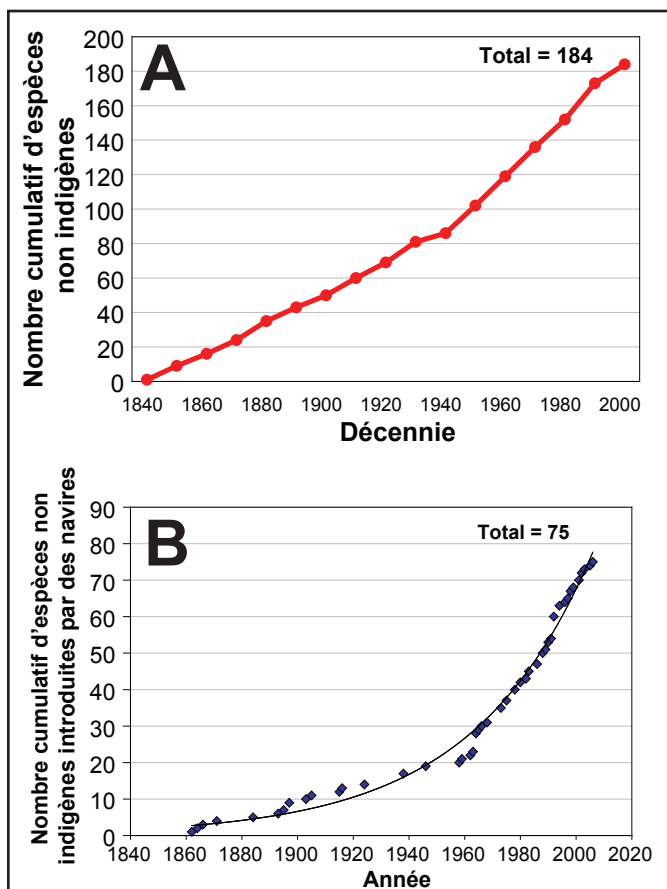 A
Total = 184
Nombre cumulatif d'espèces
non indigènes
200
180
160
140
120
100
80
60
40
20
0
1840 1860 1880 1900 1920 1940 1960 1980 2000
Décennie
B
Total = 75
Nombre cumulatif d'espèces non
indigènes introduites par des navires
90
80
70
60
50
40
30
20
10
0
1840 1860 1880 1900 1920 1940 1960 1980 2000 2020
Année